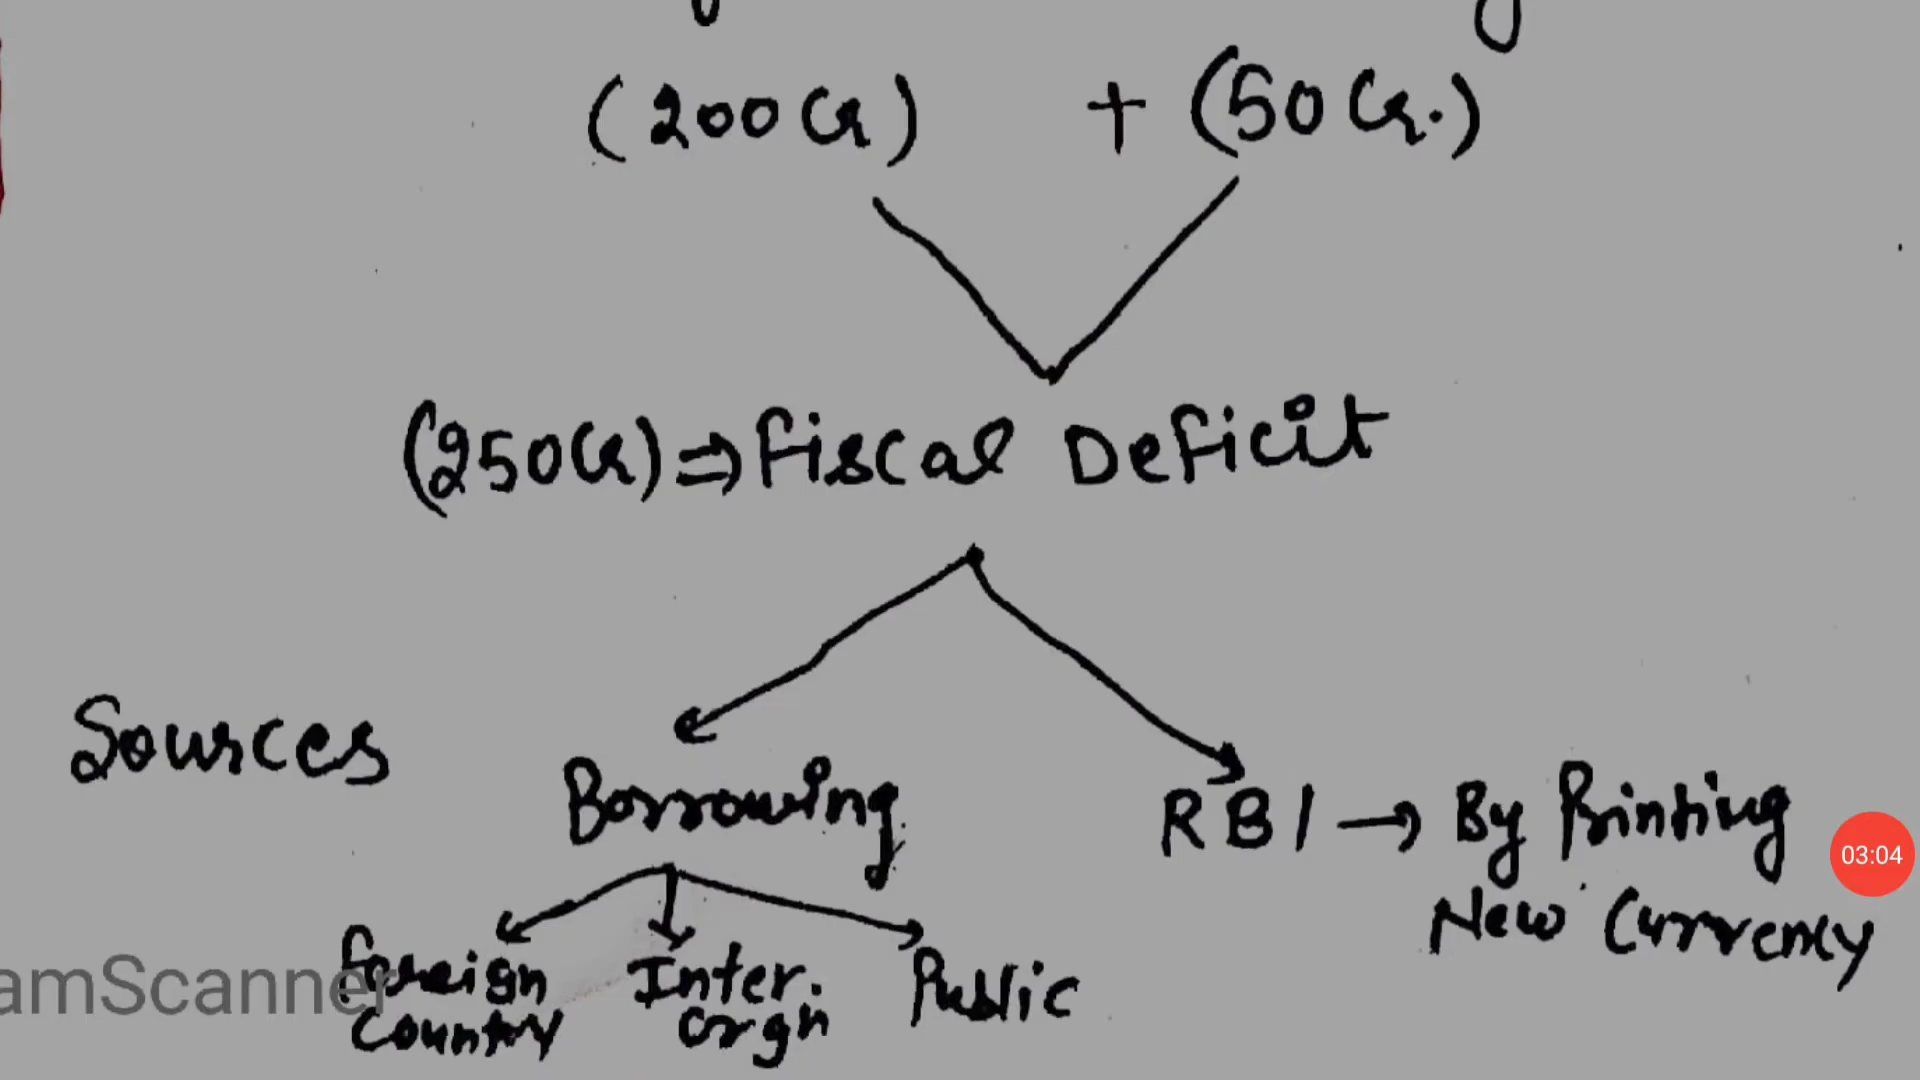 (200 Cr) + (50 Cr.)
(250 Cr) ⇒ Fiscal Deficit
Sources
Borrowing RBI → By Printing
New Currency
Foreign Inter. Public
Country orgn
amScanner
03:04